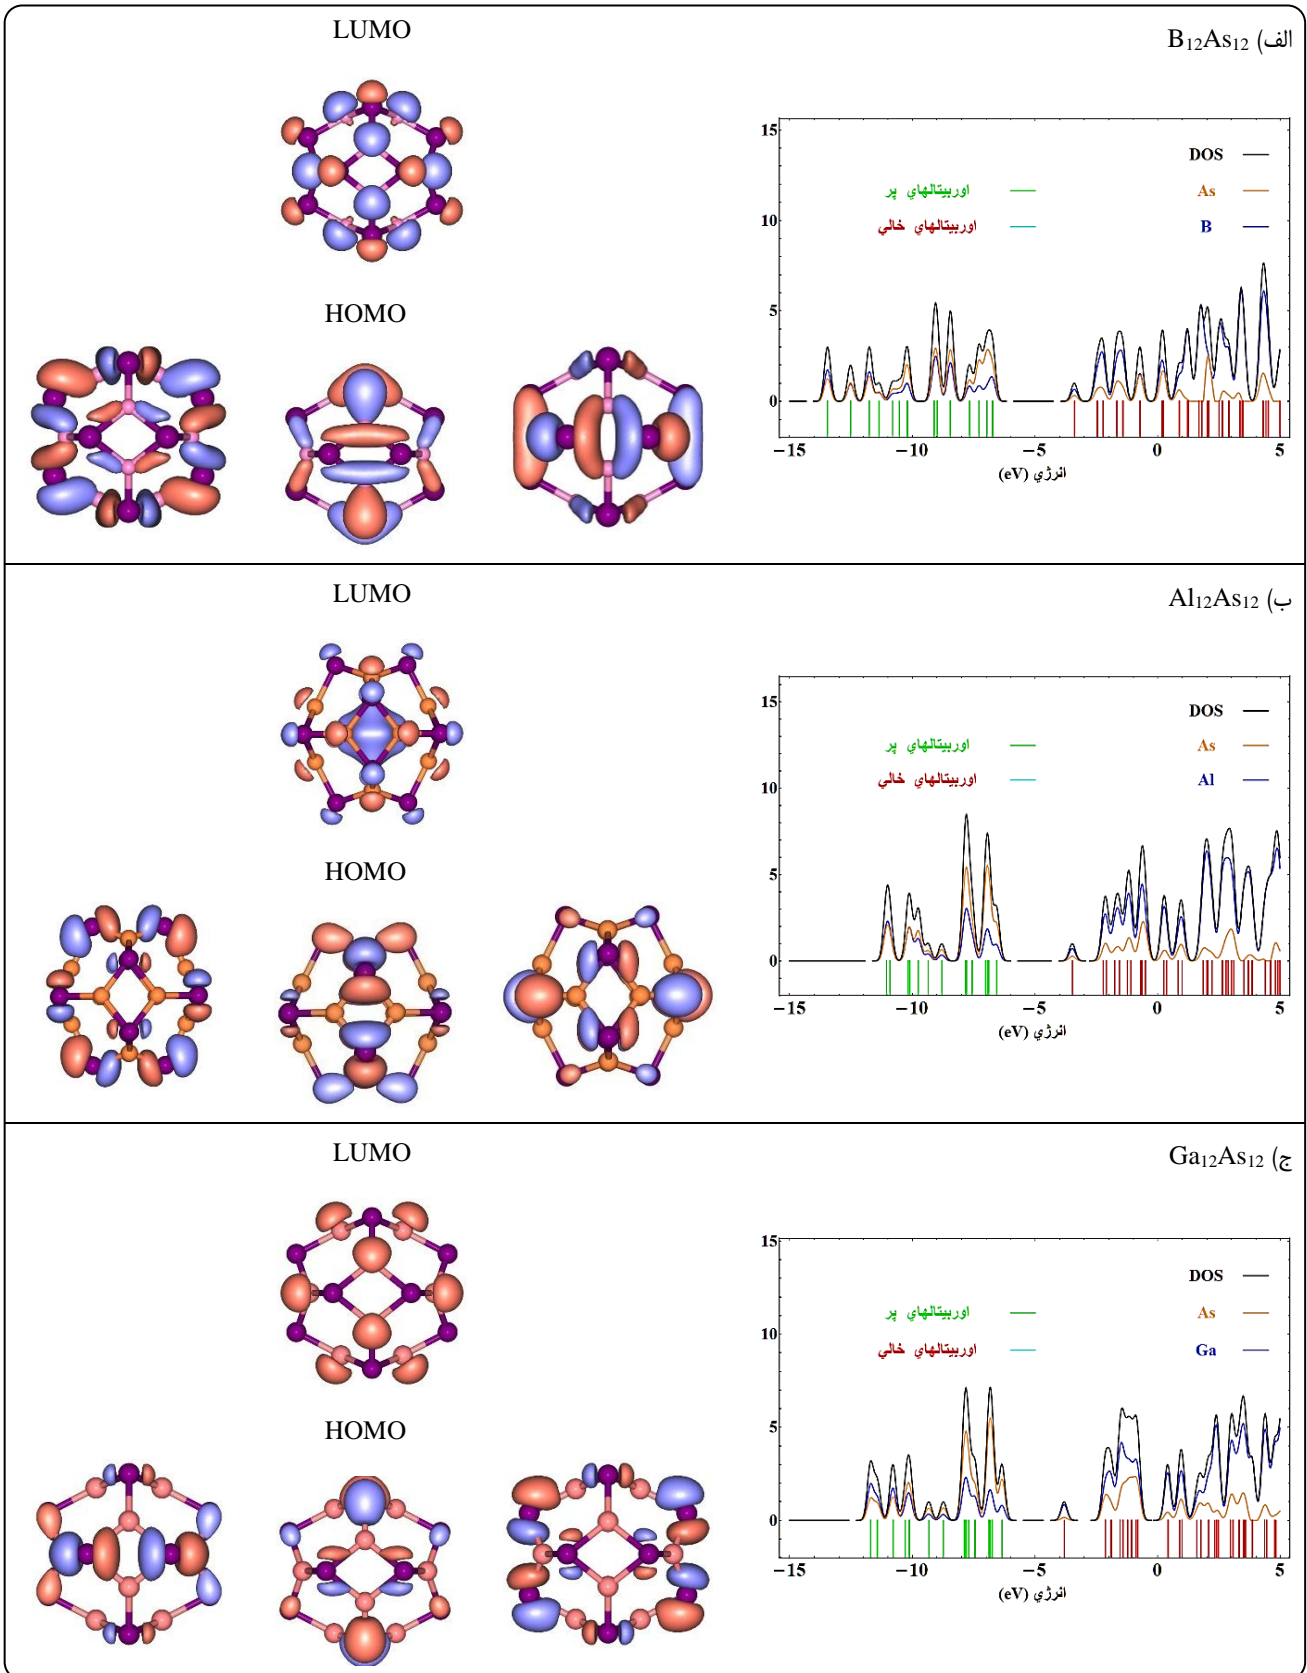 الف) B₁₂As₁₂
LUMO
HOMO
15
10
5
0
DOS
As
B
اوربيتالهاي پر
اوربيتالهاي خالي
−15 −10 −5 0 5
انرژي (eV)
ب) Al₁₂As₁₂
LUMO
HOMO
15
10
5
0
DOS
As
Al
اوربيتالهاي پر
اوربيتالهاي خالي
−15 −10 −5 0 5
انرژي (eV)
ج) Ga₁₂As₁₂
LUMO
HOMO
15
10
5
0
DOS
As
Ga
اوربيتالهاي پر
اوربيتالهاي خالي
−15 −10 −5 0 5
انرژي (eV)